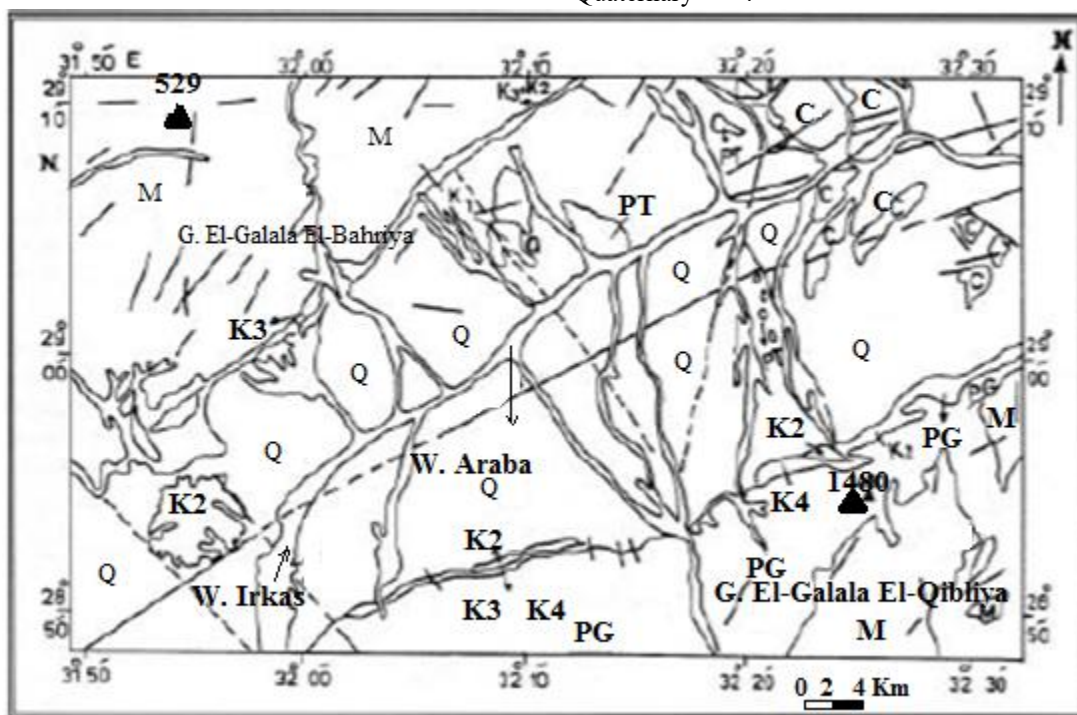 Quaternary
31° 50' E 32° 00' 32° 10' 32° 20' 32° 30' N
529
29° 10' N
K3 K2
C C
M M
PT
C C
Q
G. El-Galala El-Bahriya
Q
C
K3
Q
C
Q Q Q
29° 00'
Q
PG
M
K2 PG
Q
W. Araba
K2
1480
K4
Q
K2
Q
PG
W. Irkas
G. El-Galala El-Qibliya
28° 50'
K3 K4
M
PG
M
28° 50'
31° 50' 32° 00' 32° 10' 32° 20' 32° 30'
0 2 4 Km